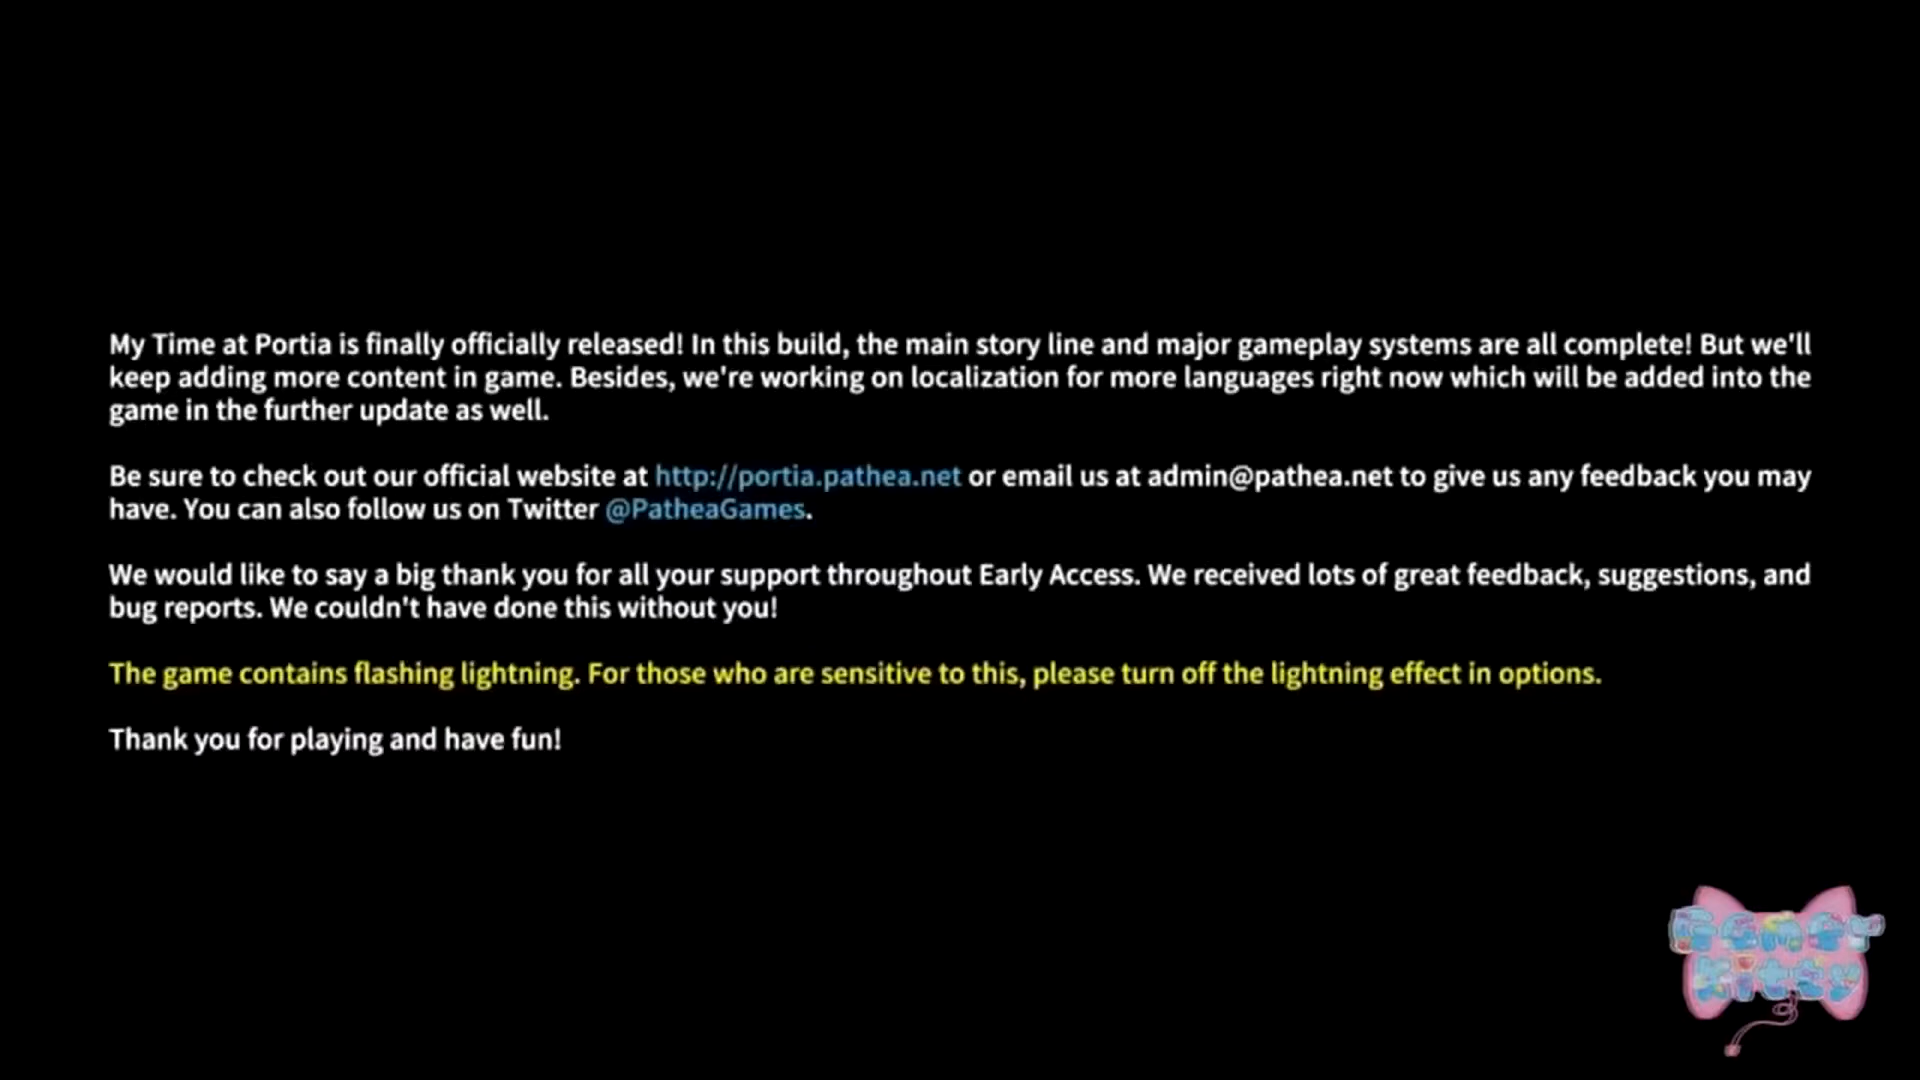 My Time at Portia is finally officially released! In this build, the main story line and major gameplay systems are all complete! But we'll
keep adding more content in game. Besides, we're working on localization for more languages right now which will be added into the
game in the further update as well.
Be sure to check out our official website at http://portia.pathea.net or email us at admin@pathea.net to give us any feedback you may
have. You can also follow us on Twitter @PatheaGames.
We would like to say a big thank you for all your support throughout Early Access. We received lots of great feedback, suggestions, and
bug reports. We couldn't have done this without you!
The game contains flashing lightning. For those who are sensitive to this, please turn off the lightning effect in options.
Thank you for playing and have fun!